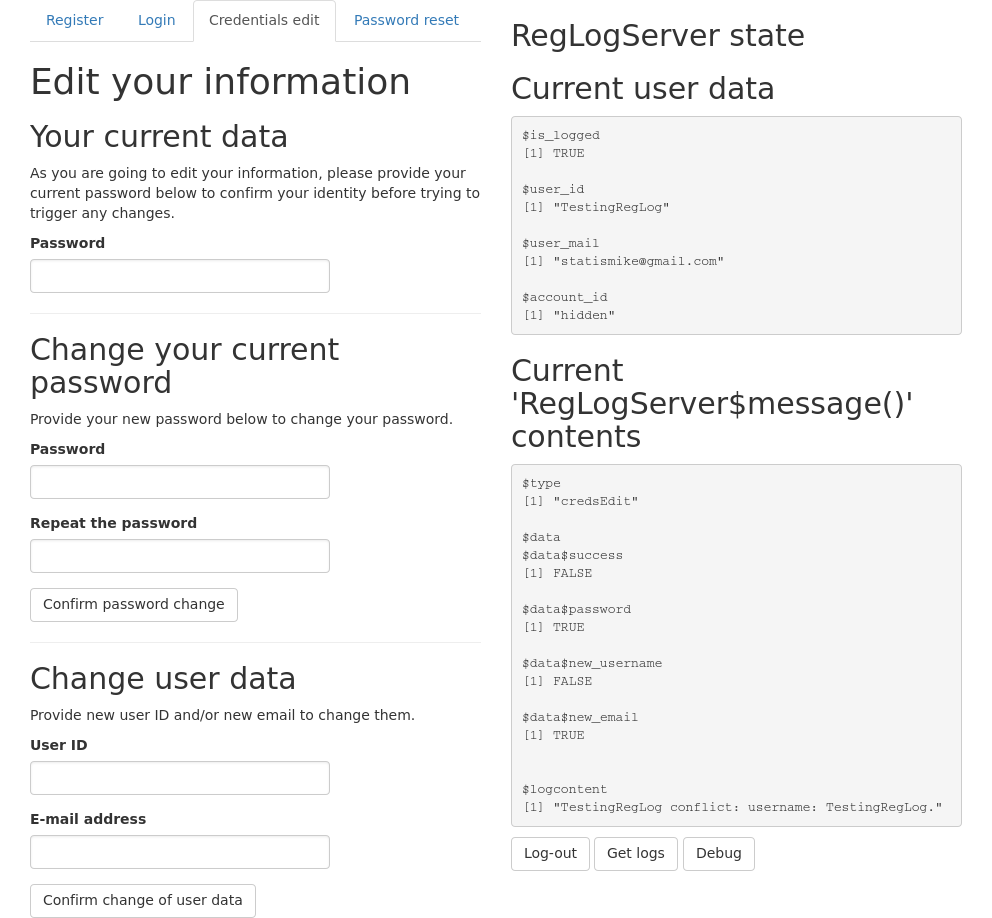 Register Login Credentials edit Password reset
Edit your information
Your current data
As you are going to edit your information, please provide your
current password below to confirm your identity before trying to
trigger any changes.
Password
Change your current
password
Provide your new password below to change your password.
Password
Repeat the password
Confirm password change
Change user data
Provide new user ID and/or new email to change them.
User ID
E-mail address
Confirm change of user data
RegLogServer state
Current user data
$is_logged
[1] TRUE
$user_id
[1] "TestingRegLog"
$user_mail
[1] "statismike@gmail.com"
$account_id
[1] "hidden"
Current
'RegLogServer$message()'
contents
$type
[1] "credsEdit"
$data
$data$success
[1] FALSE
$data$password
[1] TRUE
$data$new_username
[1] FALSE
$data$new_email
[1] TRUE
$logcontent
[1] "TestingRegLog conflict: username: TestingRegLog."
Log-out Get logs Debug